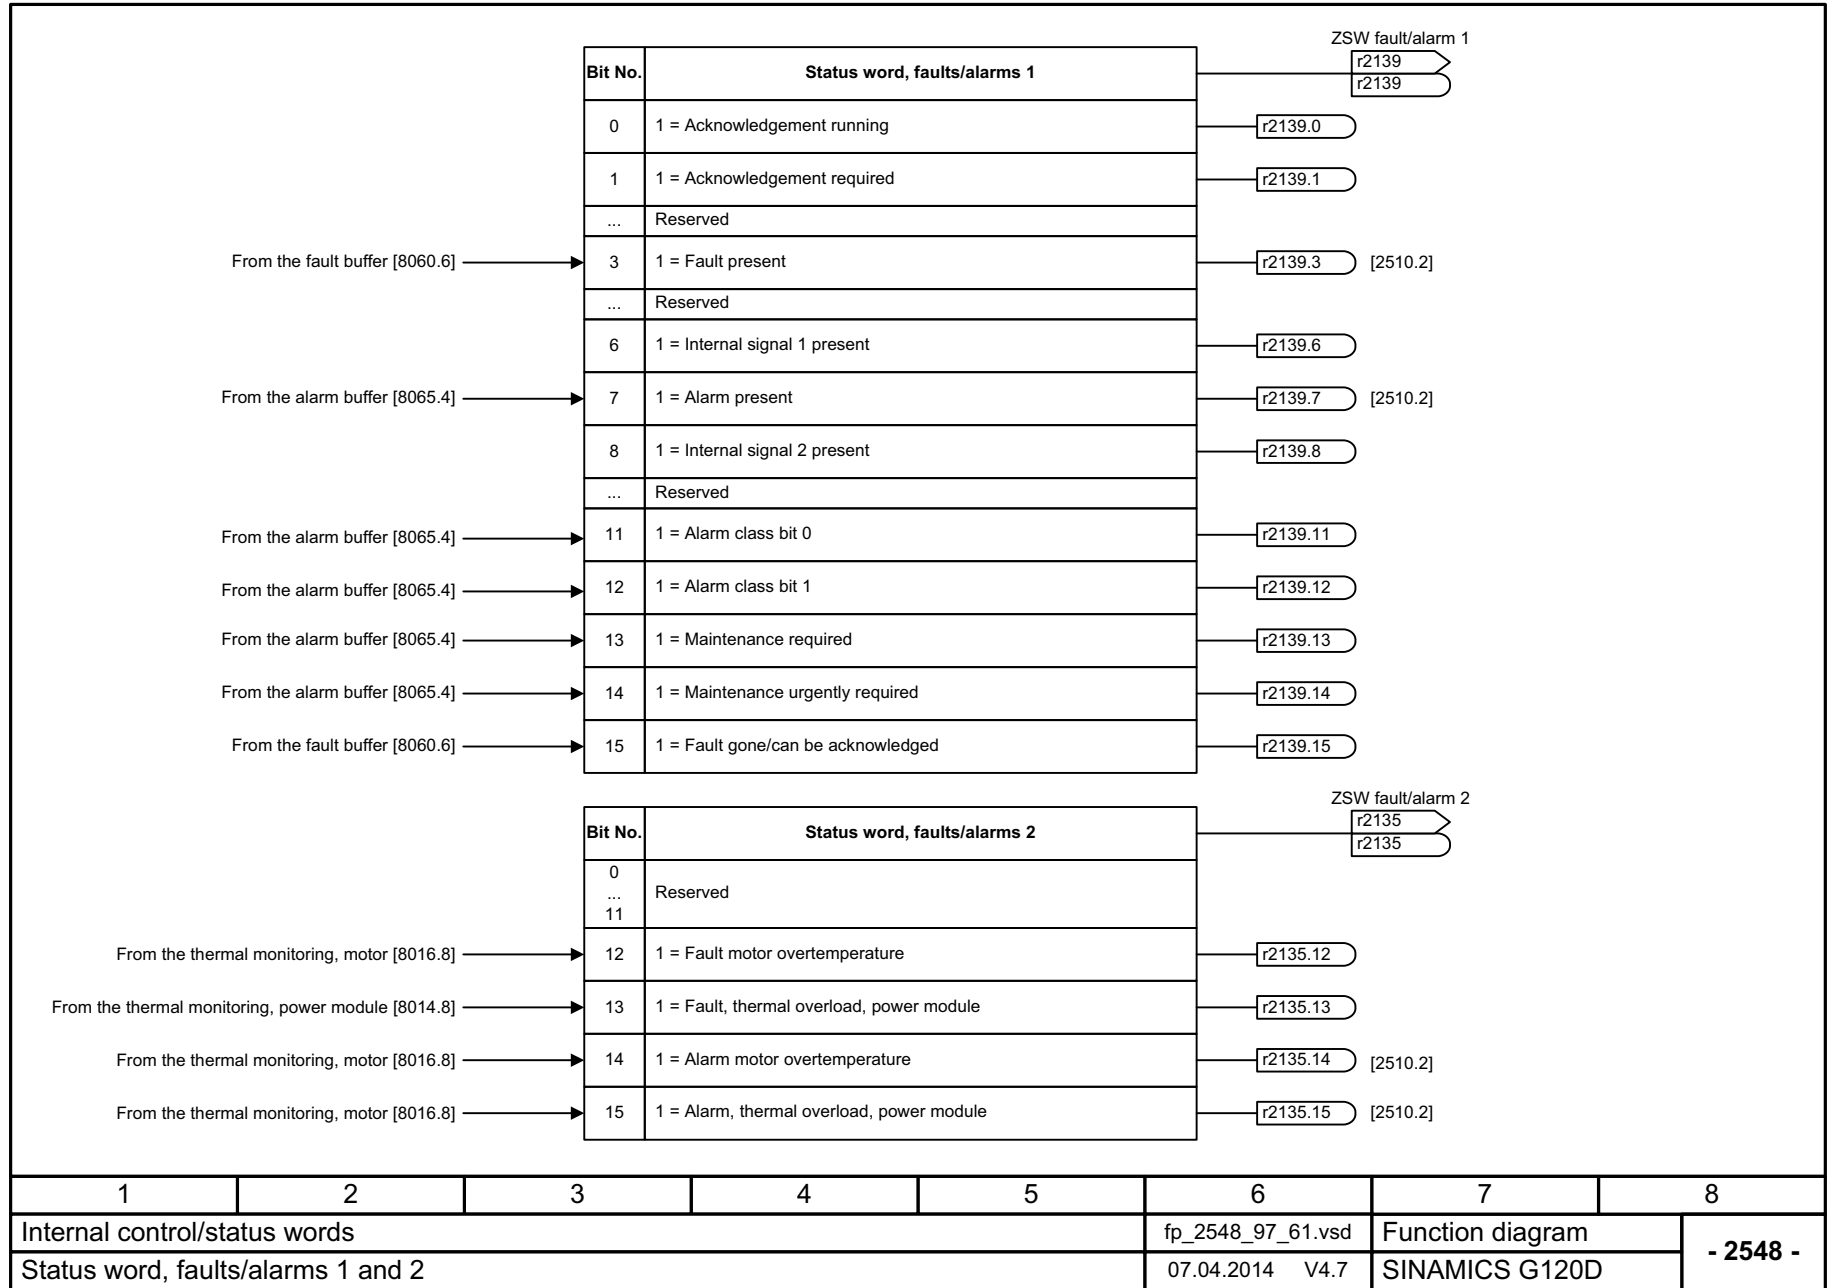 ZSW fault/alarm 1
Bit No. Status word, faults/alarms 1 r2139
r2139
0 1 = Acknowledgement running r2139.0
1 1 = Acknowledgement required r2139.1
... Reserved
From the fault buffer [8060.6] 3 1 = Fault present r2139.3 [2510.2]
... Reserved
6 1 = Internal signal 1 present r2139.6
From the alarm buffer [8065.4] 7 1 = Alarm present r2139.7 [2510.2]
8 1 = Internal signal 2 present r2139.8
... Reserved
From the alarm buffer [8065.4] 11 1 = Alarm class bit 0 r2139.11
From the alarm buffer [8065.4] 12 1 = Alarm class bit 1 r2139.12
From the alarm buffer [8065.4] 13 1 = Maintenance required r2139.13
From the alarm buffer [8065.4] 14 1 = Maintenance urgently required r2139.14
From the fault buffer [8060.6] 15 1 = Fault gone/can be acknowledged r2139.15
ZSW fault/alarm 2
Bit No. Status word, faults/alarms 2 r2135
r2135
0
... Reserved
11
From the thermal monitoring, motor [8016.8] 12 1 = Fault motor overtemperature r2135.12
From the thermal monitoring, power module [8014.8] 13 1 = Fault, thermal overload, power module r2135.13
From the thermal monitoring, motor [8016.8] 14 1 = Alarm motor overtemperature r2135.14 [2510.2]
From the thermal monitoring, motor [8016.8] 15 1 = Alarm, thermal overload, power module r2135.15 [2510.2]
1 2 3 4 5 6 7 8
Internal control/status words fp_2548_97_61.vsd Function diagram - 2548 -
Status word, faults/alarms 1 and 2 07.04.2014 V4.7 SINAMICS G120D